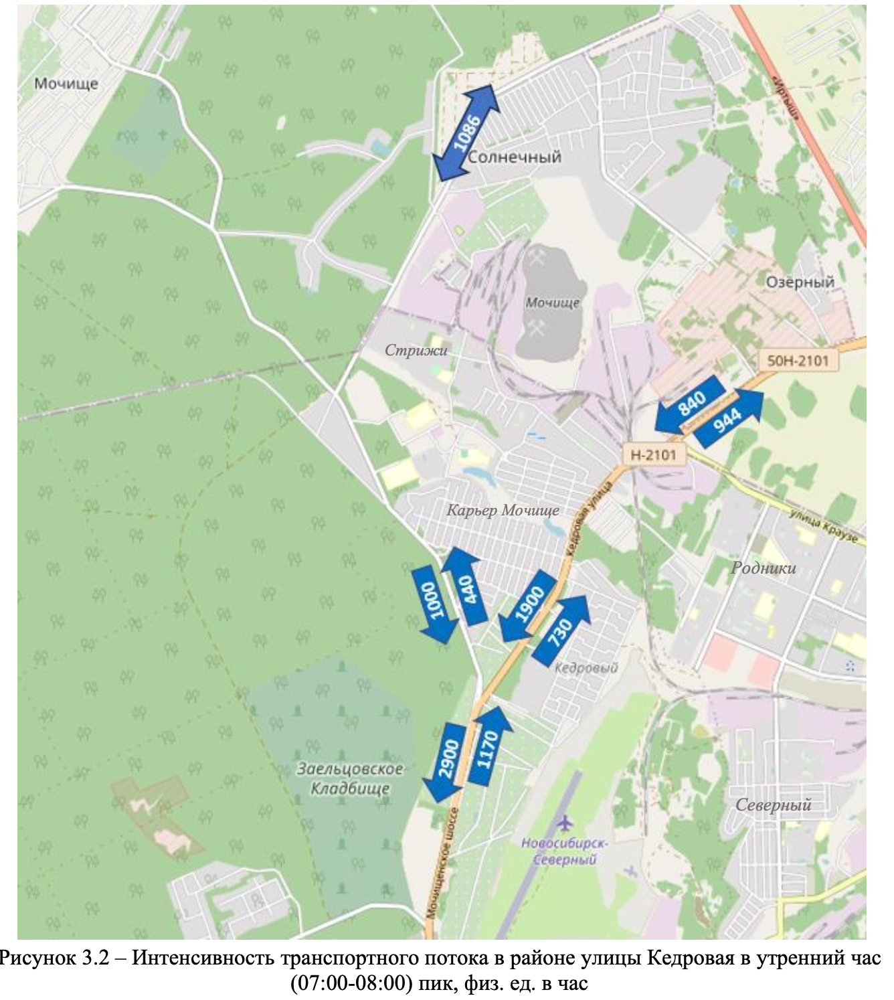 Мочище
«Иртыш»
1086
Солнечный
Озёрный
Мочище
Стрижи
50Н-2101
840
944
Н-2101
Карьер Мочище
Кедровая улица
улица Краузе
Родники
1000
440
1900
730
Кедровый
2900
1170
Заельцовское
Кладбище
Северный
Новосибирск-
Северный
Мочищенское шоссе
Рисунок 3.2 – Интенсивность транспортного потока в районе улицы Кедровая в утренний час
(07:00-08:00) пик, физ. ед. в час